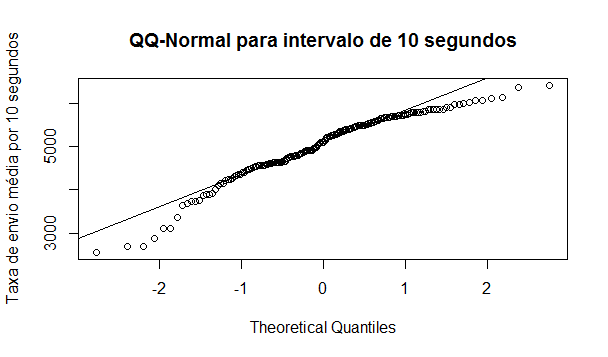 QQ-Normal para intervalo de 10 segundos
Taxa de envio média por 10 segundos
5000
3000
-2 -1 0 1 2
Theoretical Quantiles